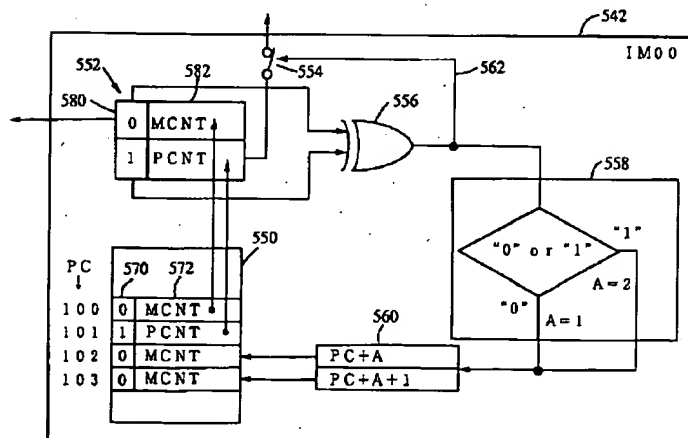 542
IM00
552
582
580
554
562
556
0 MCNT
1 PCNT
558
"0" or "1"
"1"
A=2
"0"
A=1
550
PC
570
572
100 0 MCNT
101 1 PCNT
102 0 MCNT
103 0 MCNT
560
PC+A
PC+A+1